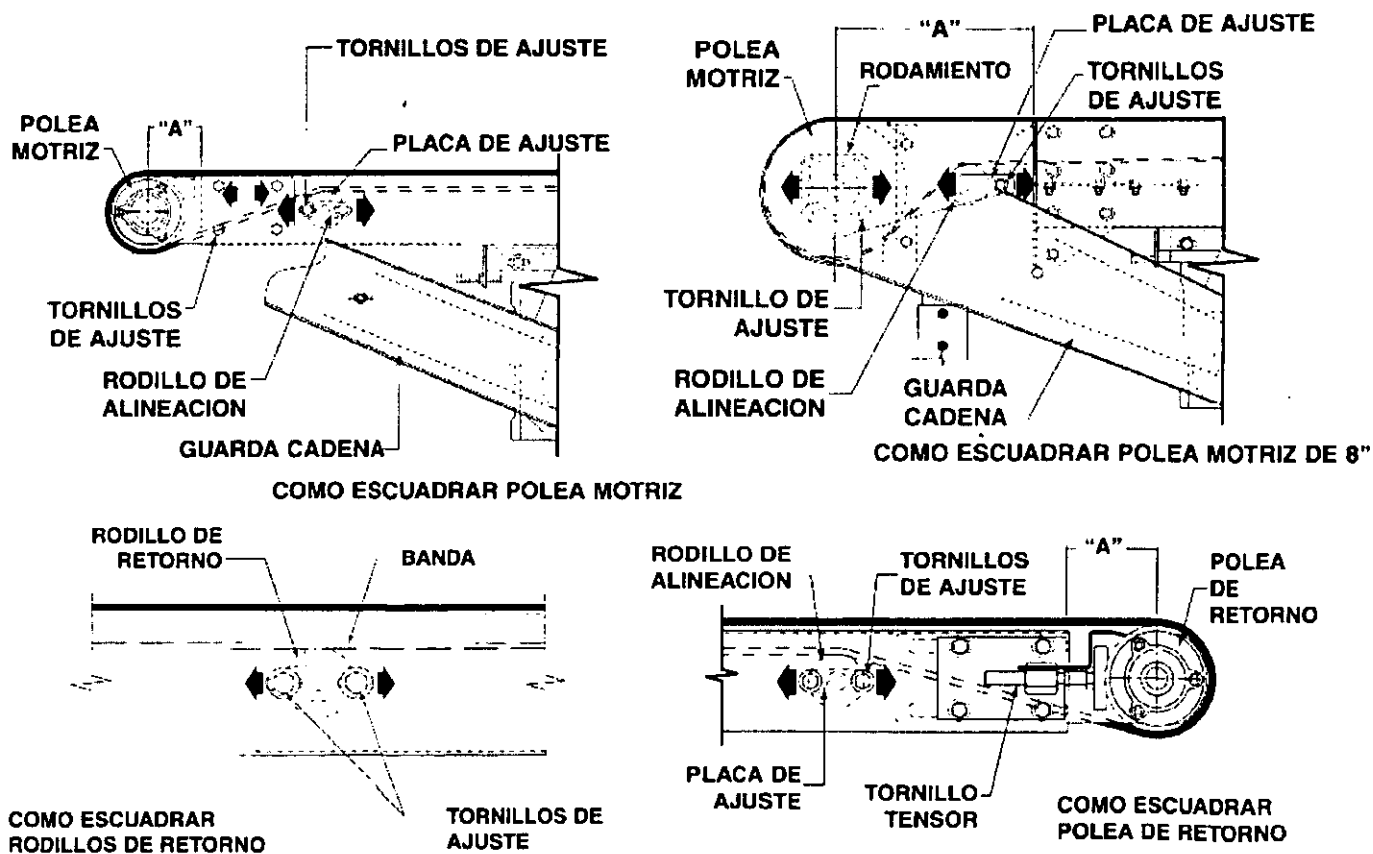 TORNILLOS DE AJUSTE
POLEA
MOTRIZ
"A"
PLACA DE AJUSTE
TORNILLOS
DE AJUSTE
RODILLO DE
ALINEACION
GUARDA CADENA
COMO ESCUADRAR POLEA MOTRIZ
"A"
PLACA DE AJUSTE
POLEA
MOTRIZ
RODAMIENTO
TORNILLOS
DE AJUSTE
TORNILLO DE
AJUSTE
RODILLO DE
ALINEACION
GUARDA
CADENA
COMO ESCUADRAR POLEA MOTRIZ DE 8"
RODILLO DE
RETORNO
BANDA
COMO ESCUADRAR
RODILLOS DE RETORNO
TORNILLOS DE
AJUSTE
RODILLO DE
ALINEACION
TORNILLOS
DE AJUSTE
"A"
POLEA
DE
RETORNO
PLACA DE
AJUSTE
TORNILLO
TENSOR
COMO ESCUADRAR
POLEA DE RETORNO